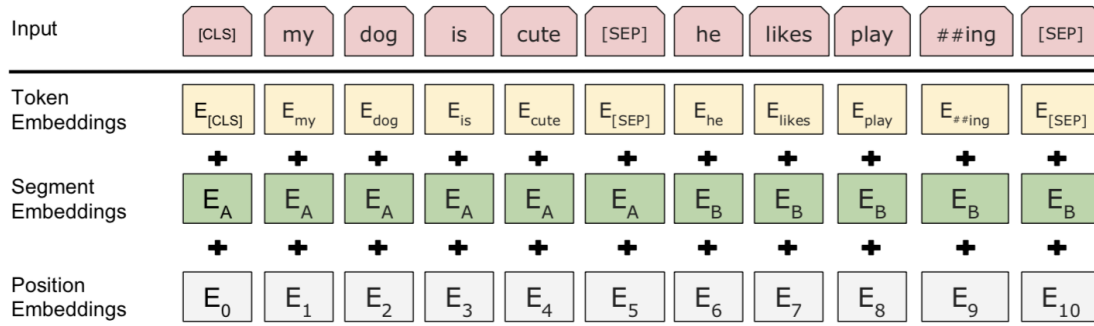 Input [CLS] my dog is cute [SEP] he likes play ##ing [SEP]
Token Embeddings E[CLS] Emy Edog Eis Ecute E[SEP] Ehe Elikes Eplay E##ing E[SEP]
+ + + + + + + + + + +
Segment Embeddings EA EA EA EA EA EA EB EB EB EB EB
+ + + + + + + + + + +
Position Embeddings E0 E1 E2 E3 E4 E5 E6 E7 E8 E9 E10